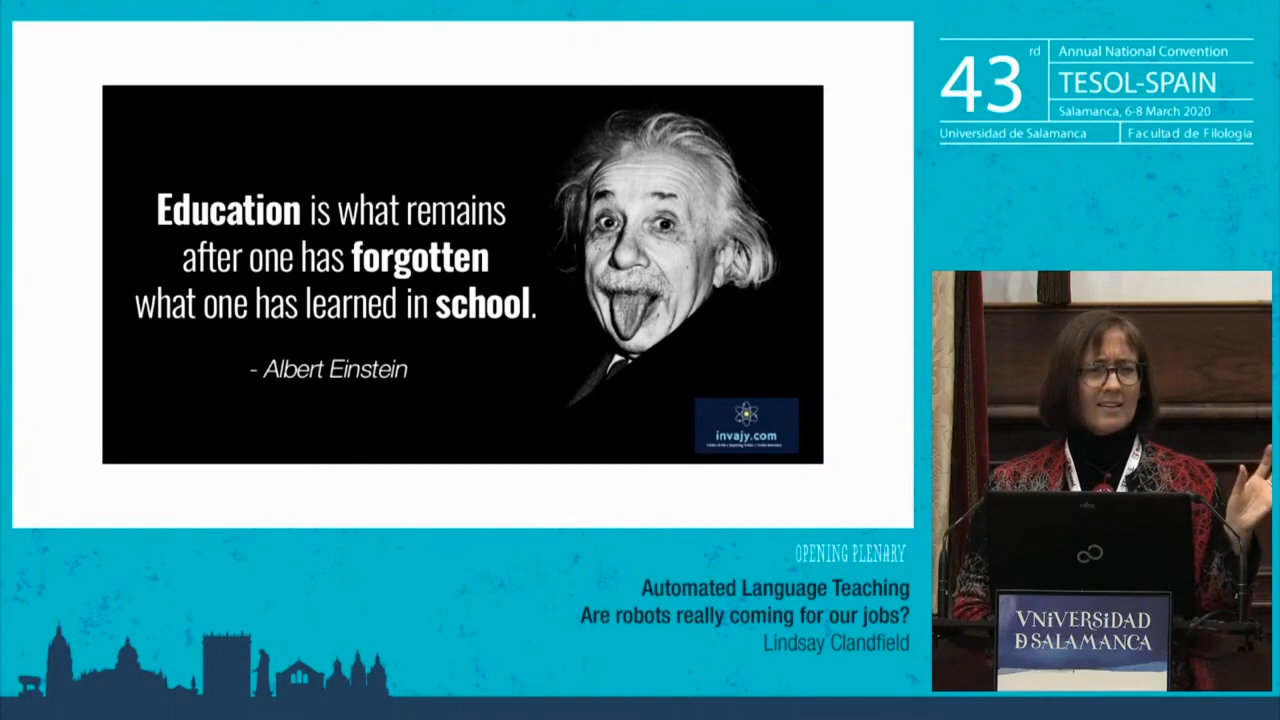 Education is what remains
after one has forgotten
what one has learned in school.
- Albert Einstein
invajy.com
43rd
Annual National Convention
TESOL-SPAIN
Salamanca, 6-8 March 2020
Universidad de Salamanca
Facultad de Filología
OPENING PLENARY
Automated Language Teaching
Are robots really coming for our jobs?
Lindsay Clandfield
VNiVERSiDAD
D SALAMANCA